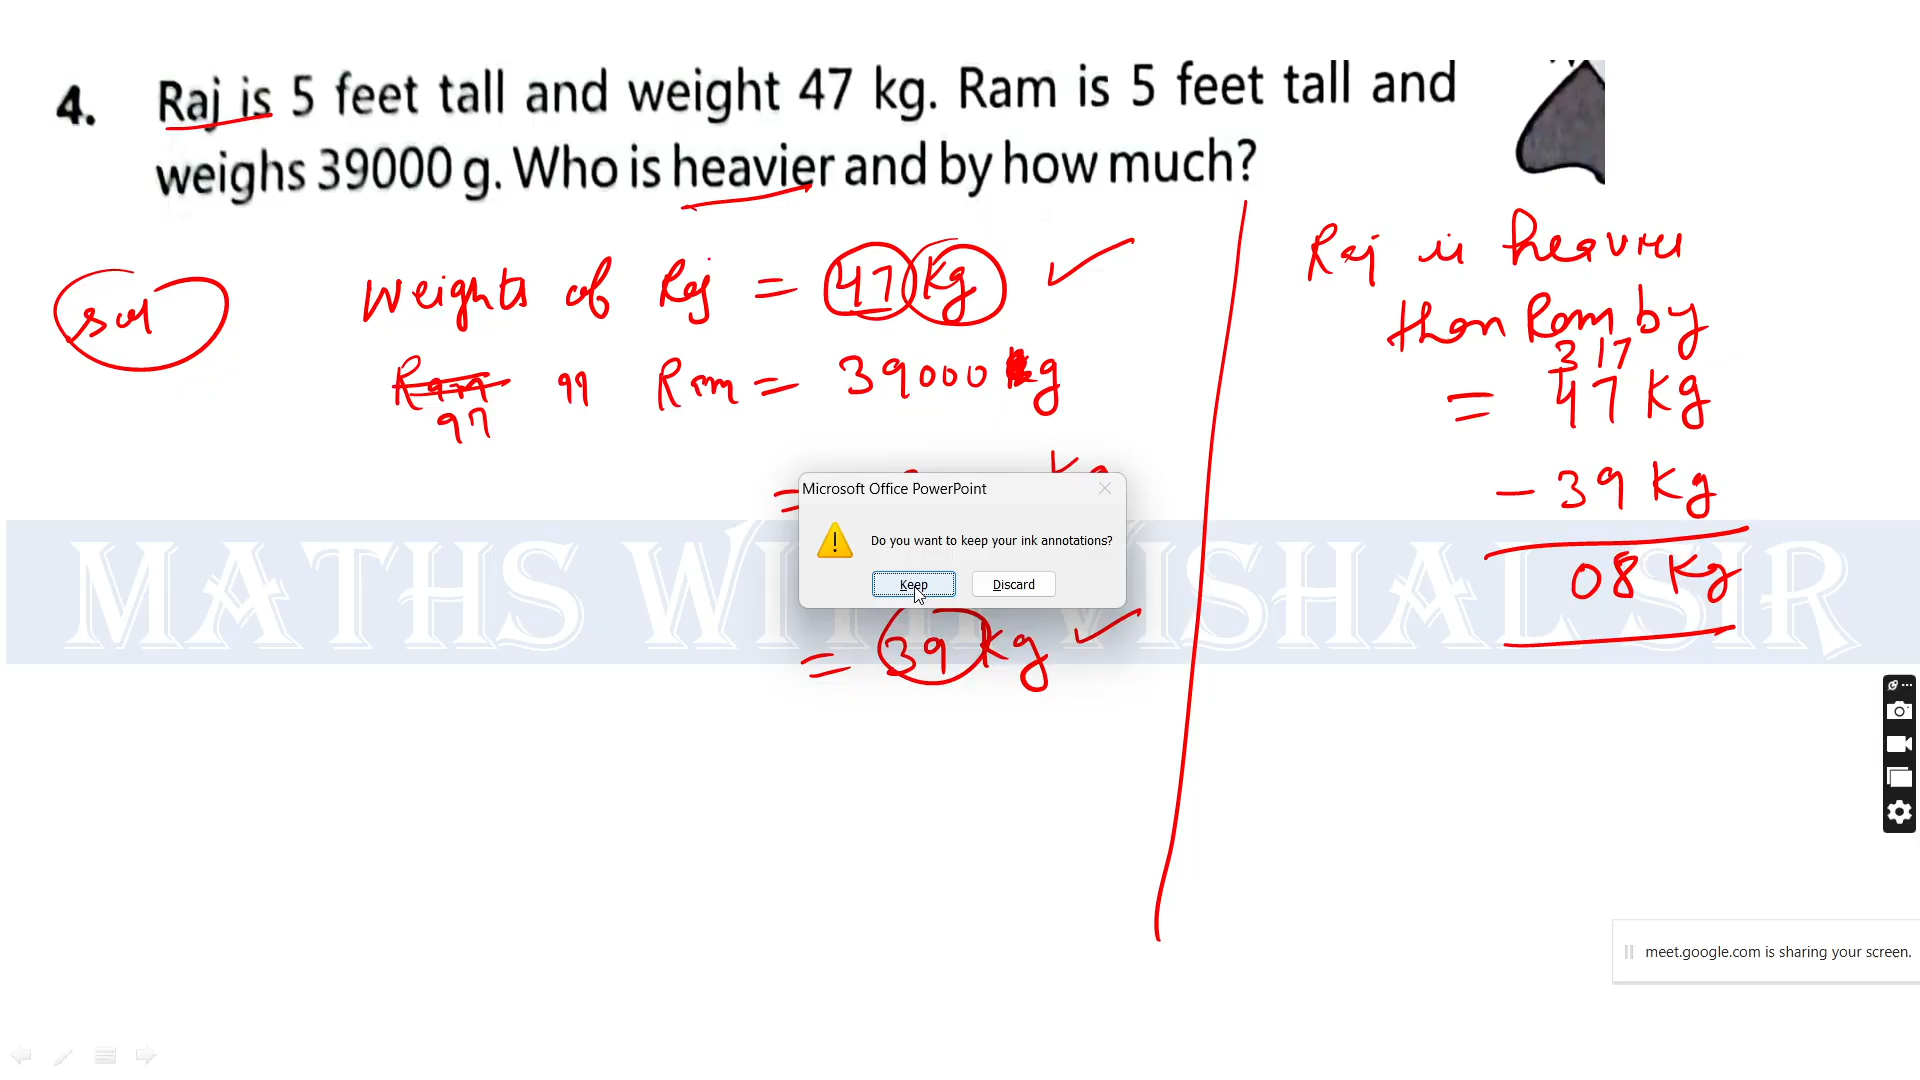 4. Raj is 5 feet tall and weight 47 kg. Ram is 5 feet tall and
weighs 39000 g. Who is heavier and by how much?
Sol
Weights of Raj = 47 Kg
Ram = 39000 g
=
= 39 Kg
Raj is heavier
than Ram by
3 17
= 47 Kg
- 39 Kg
08 Kg
Microsoft Office PowerPoint
Do you want to keep your ink annotations?
Keep Discard
MATHS WITH VISHAL SIR
meet.google.com is sharing your screen.